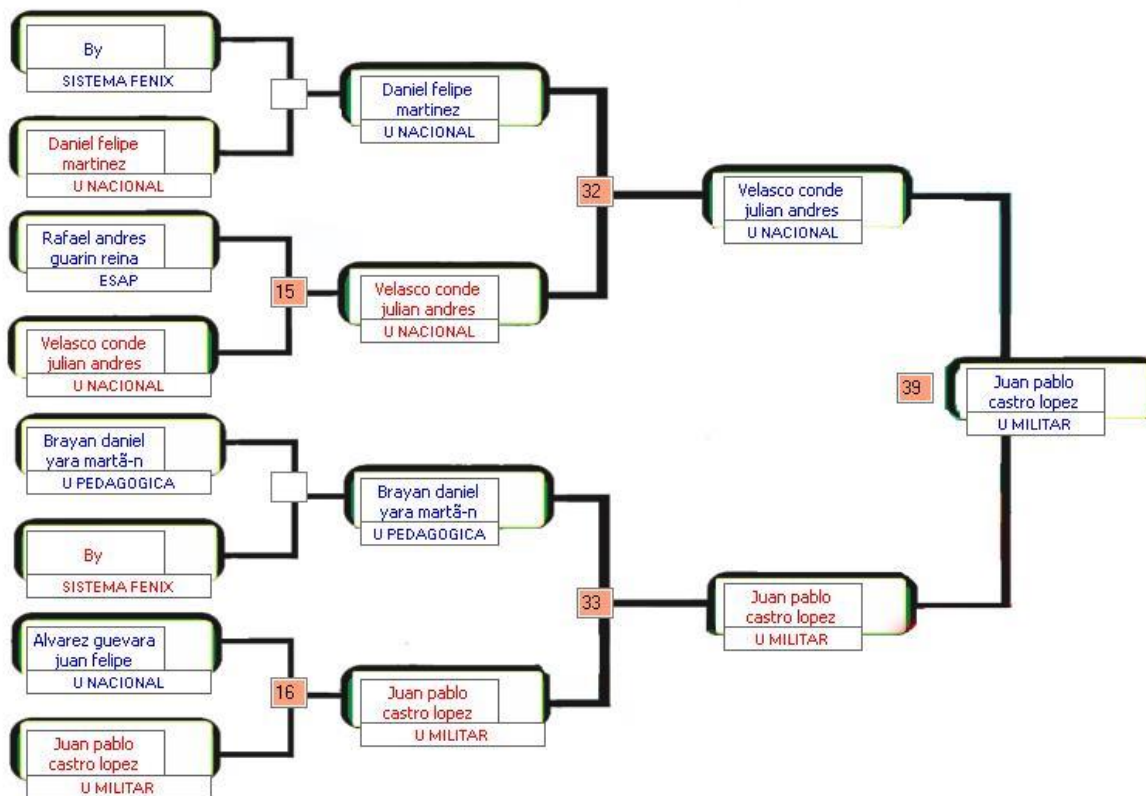 By
SISTEMA FENIX
Daniel felipe
martinez
U NACIONAL
Rafael andres
guarin reina
ESAP
Velasco conde
julian andres
U NACIONAL
Brayan daniel
yara martã-n
U PEDAGOGICA
By
SISTEMA FENIX
Alvarez guevara
juan felipe
U NACIONAL
Juan pablo
castro lopez
U MILITAR
15
16
Daniel felipe
martinez
U NACIONAL
Velasco conde
julian andres
U NACIONAL
Brayan daniel
yara martã-n
U PEDAGOGICA
Juan pablo
castro lopez
U MILITAR
32
33
Velasco conde
julian andres
U NACIONAL
Juan pablo
castro lopez
U MILITAR
39
Juan pablo
castro lopez
U MILITAR